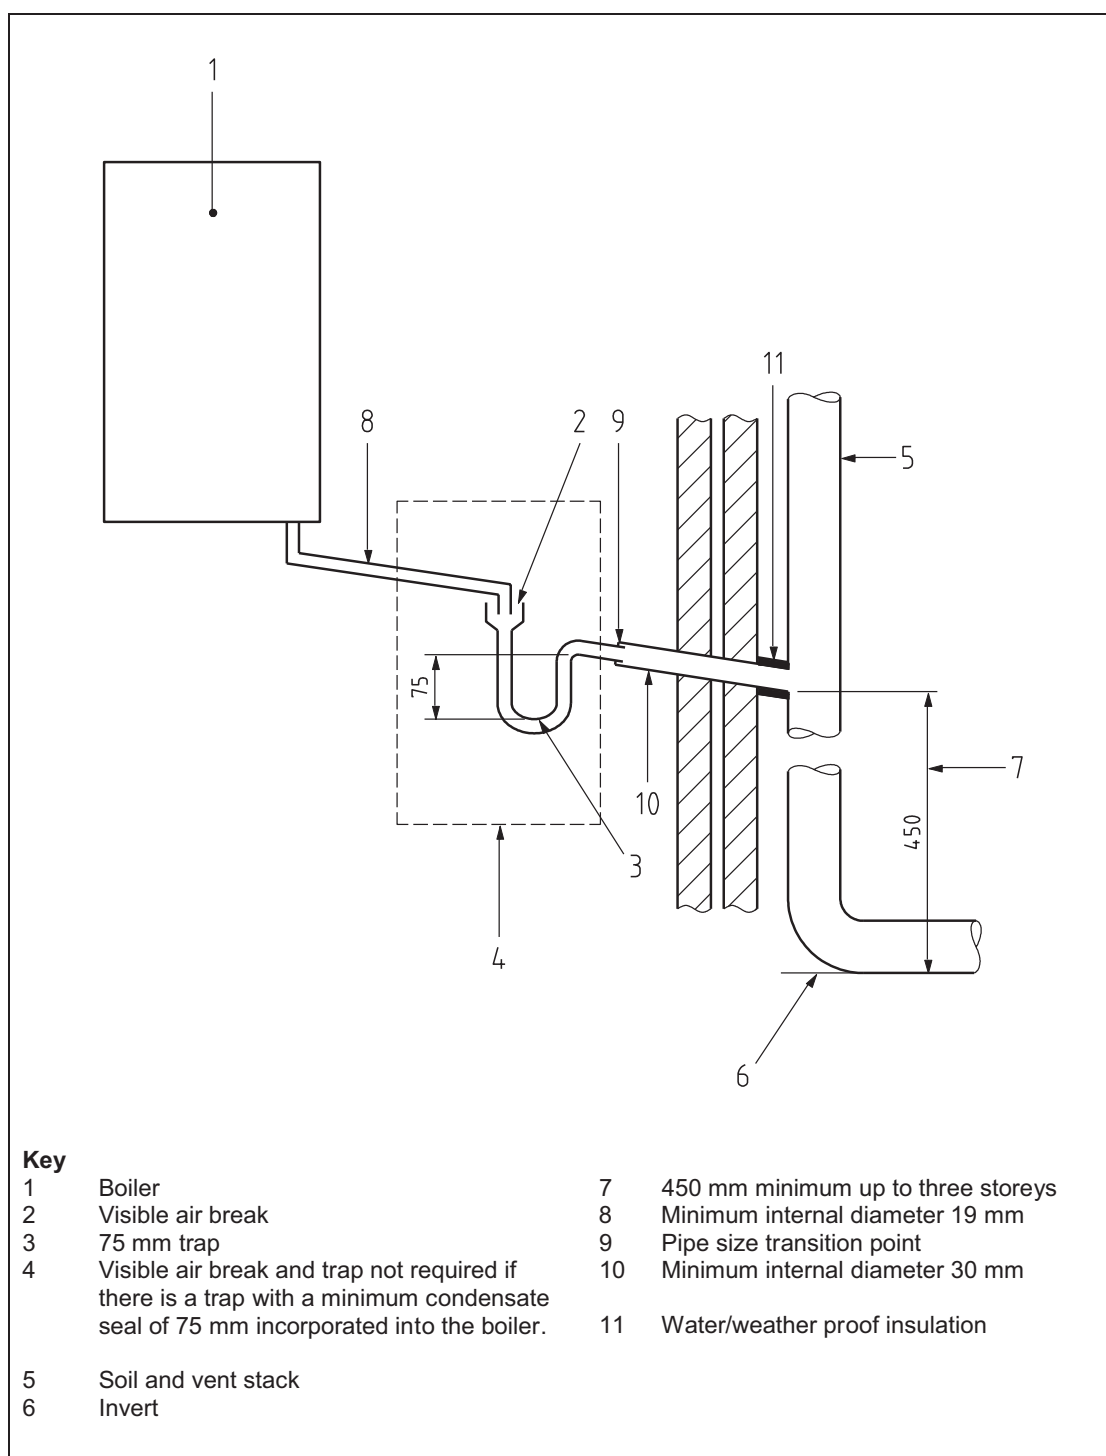 1
11
8
2
9
5
75
10
7
3
450
4
6
Key
1 Boiler
2 Visible air break
3 75 mm trap
4 Visible air break and trap not required if
there is a trap with a minimum condensate
seal of 75 mm incorporated into the boiler.
5 Soil and vent stack
6 Invert
7 450 mm minimum up to three storeys
8 Minimum internal diameter 19 mm
9 Pipe size transition point
10 Minimum internal diameter 30 mm
11 Water/weather proof insulation